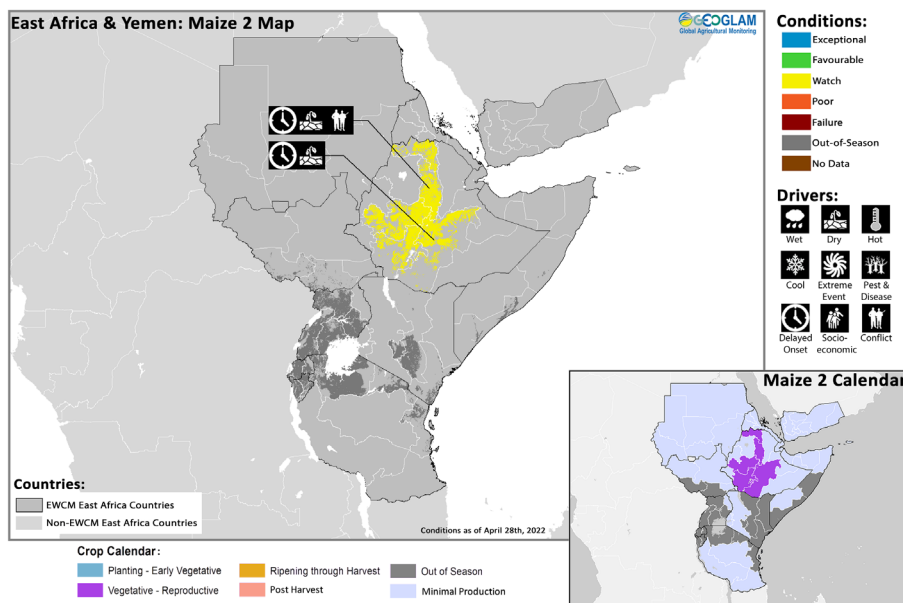 East Africa & Yemen: Maize 2 Map
GEOGLAM
Global Agricultural Monitoring
Conditions:
Exceptional
Favourable
Watch
Poor
Failure
Out-of-Season
No Data
Drivers:
Wet
Dry
Hot
Cool
Extreme
Event
Pest &
Disease
Delayed
Onset
Socio-
economic
Conflict
Maize 2 Calendar
Countries:
EWCM East Africa Countries
Non-EWCM East Africa Countries
Conditions as of April 28th, 2022
Crop Calendar:
Planting - Early Vegetative
Vegetative - Reproductive
Ripening through Harvest
Post Harvest
Out of Season
Minimal Production